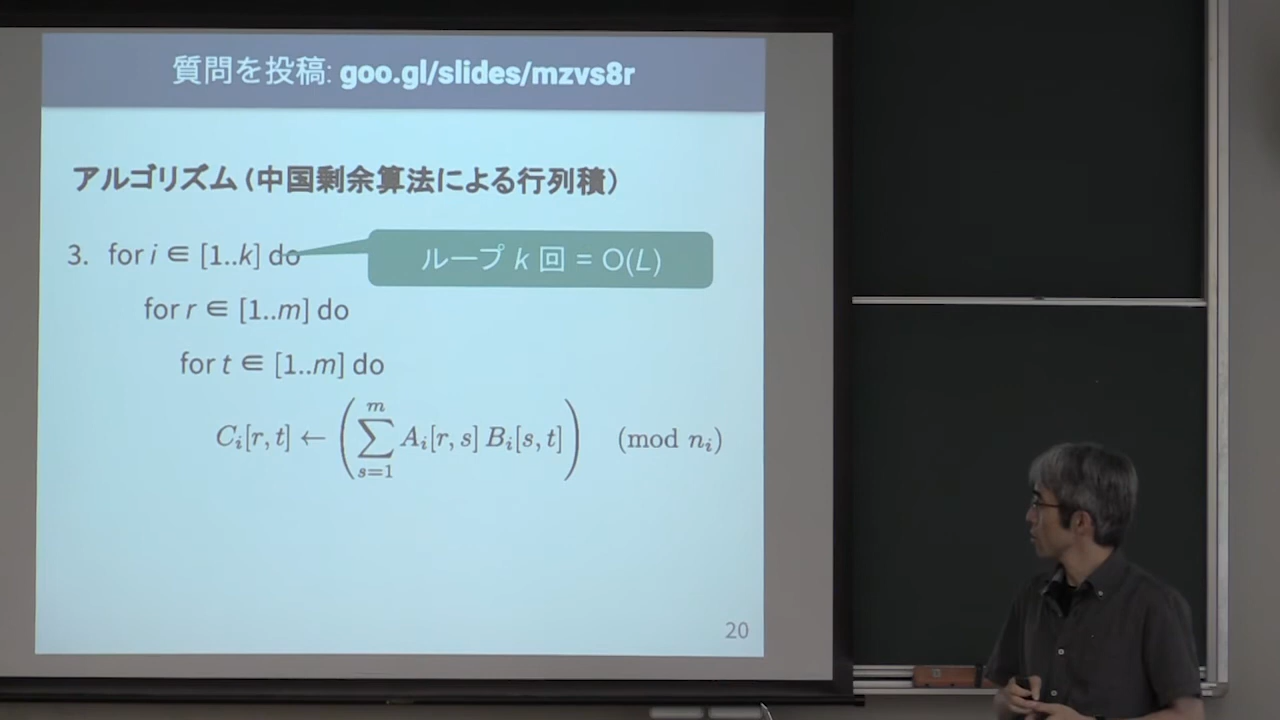 質問を投稿: goo.gl/slides/mzvs8r
アルゴリズム (中国剰余算法による行列積)
3. for i ∈ [1..k] do
ループ k 回 = O(L)
for r ∈ [1..m] do
for t ∈ [1..m] do
C_i[r, t] ← ( ∑_{s=1}^{m} A_i[r, s] B_i[s, t] ) (mod n_i)
20